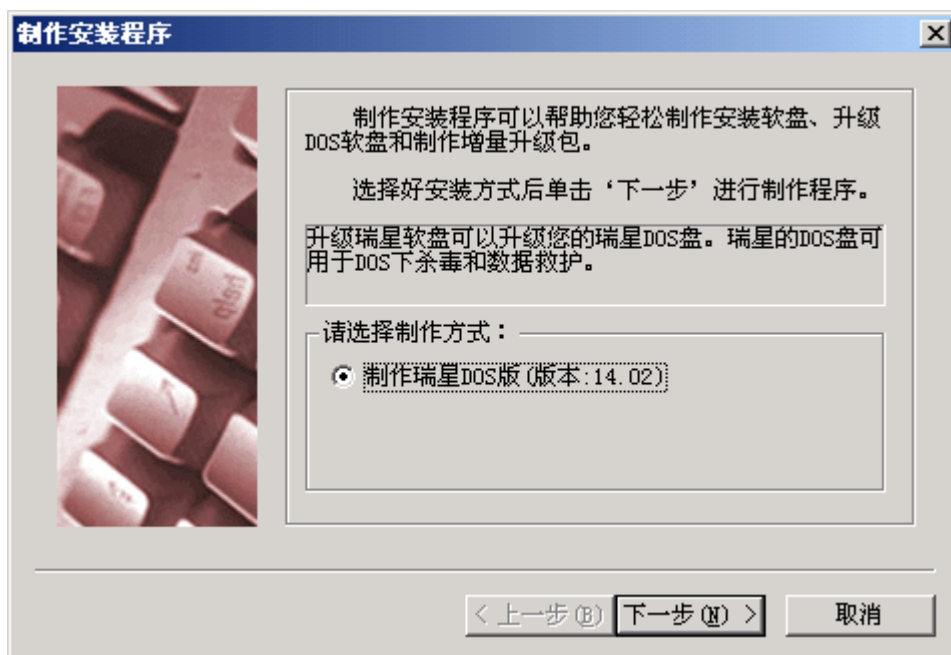 制作安装程序
制作安装程序可以帮助您轻松制作安装软盘、升级
DOS软盘和制作增量升级包。
选择好安装方式后单击‘下一步’进行制作程序。
升级瑞星软盘可以升级您的瑞星DOS盘。瑞星的DOS盘可
用于DOS下杀毒和数据救护。
请选择制作方式：
制作瑞星DOS版(版本:14.02)
help
< 上一步(B)
下一步(N) >
取消